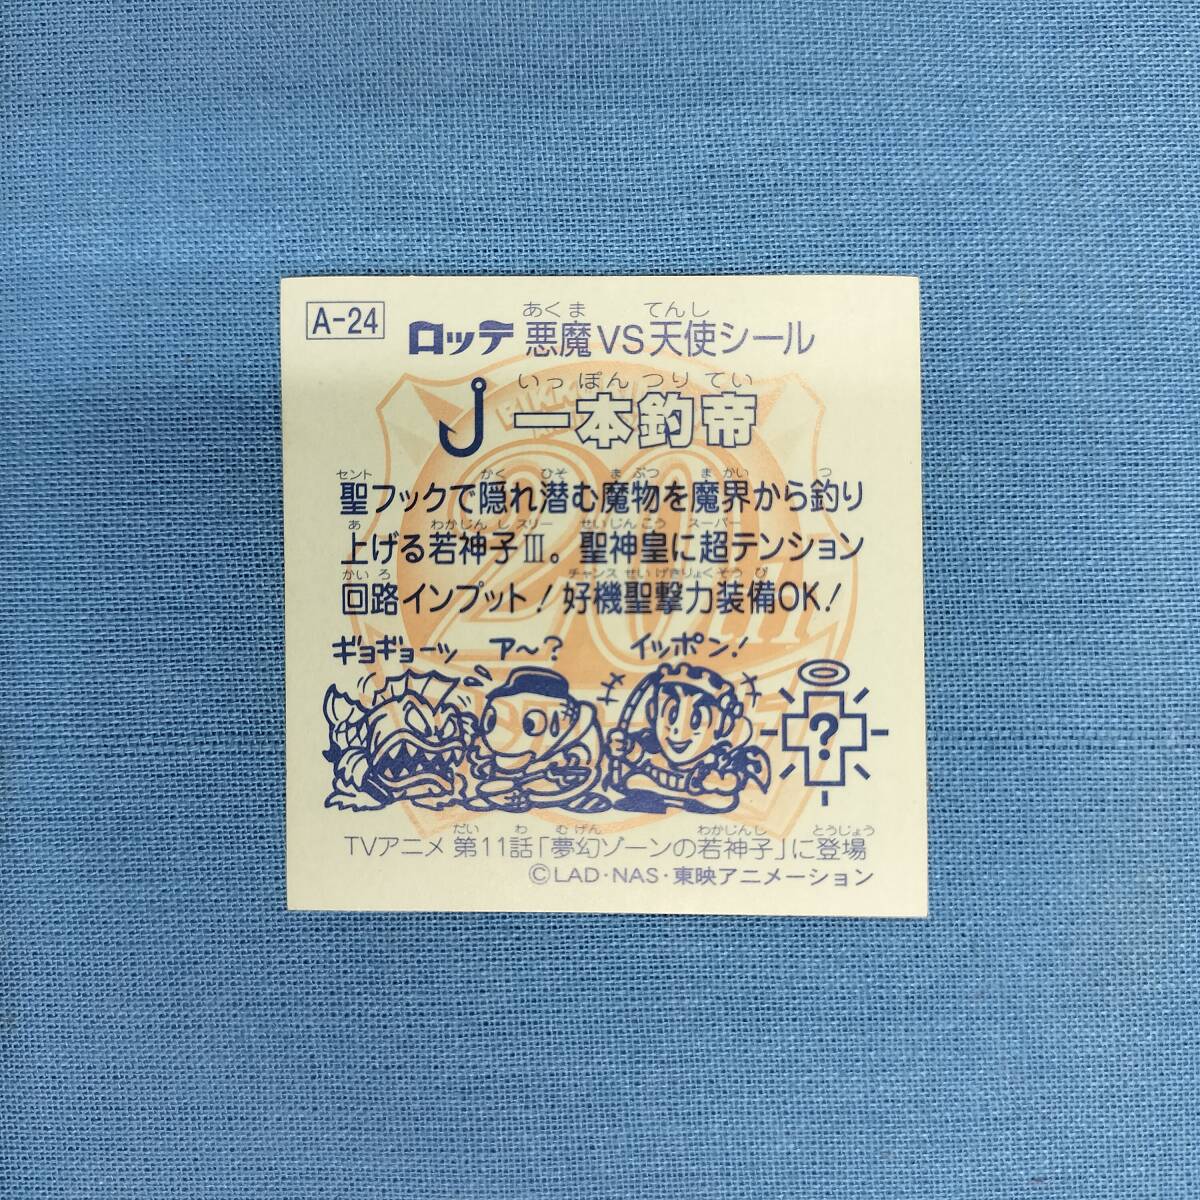 A-24
あくま てんし
ロッテ 悪魔VS天使シール
いっ ぽん つり てい
一本釣帝
セント かく ひそ まぶつ まかい つ
聖フックで隠れ潜む魔物を魔界から釣り
あ わかじんし スリー せいじんこう スーパー
上げる若神子Ⅲ。聖神皇に超テンション
かいろ チャンス せいげきりょくそうび
回路インプット!好機聖撃力装備OK!
ギョギョーッ ア〜? イッポン!
?
20th
だい わ むげん わかじんし とうじょう
TVアニメ 第11話「夢幻ゾーンの若神子」に登場
©LAD・NAS・東映アニメーション